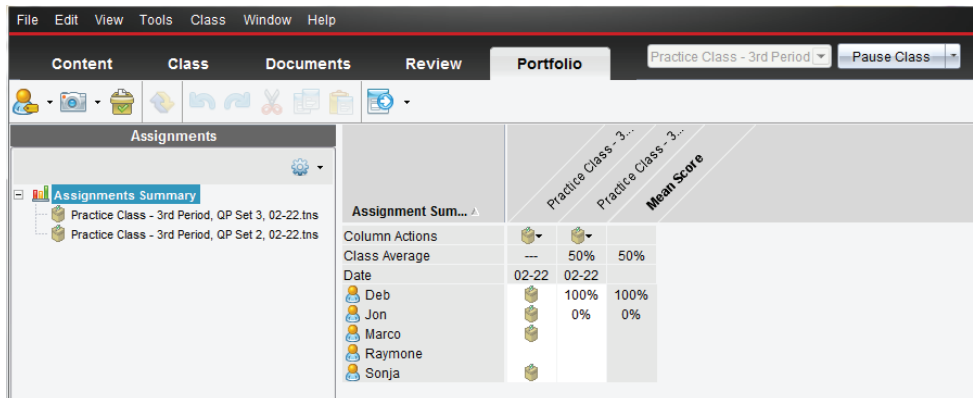 File Edit View Tools Class Window Help
Content Class Documents Review Portfolio Practice Class - 3rd Period Pause Class
Assignments
Assignments Summary
Practice Class - 3rd Period, QP Set 3, 02-22.tns
Practice Class - 3rd Period, QP Set 2, 02-22.tns
Practice Class - 3...
Practice Class - 3...
Mean Score
Assignment Sum...
Column Actions
Class Average --- 50% 50%
Date 02-22 02-22
Deb 100% 100%
Jon 0% 0%
Marco
Raymone
Sonja